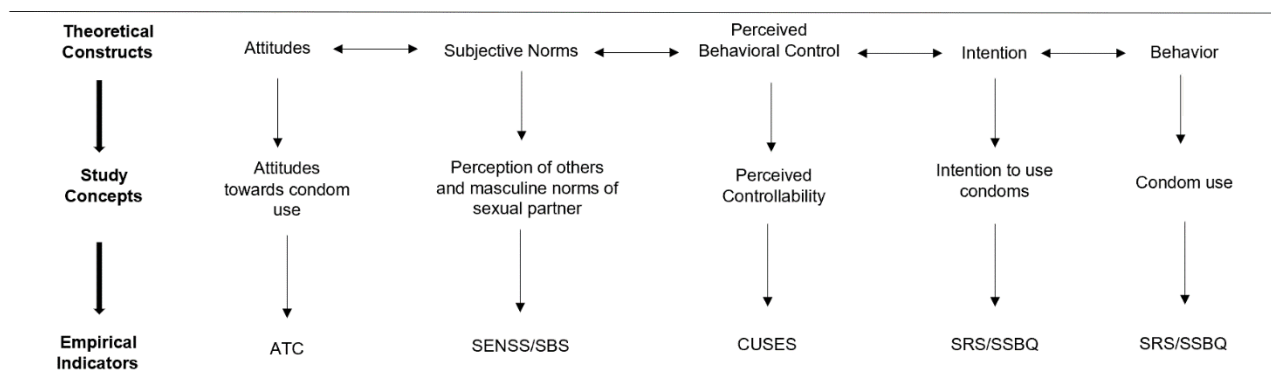 Theoretical
Constructs
Attitudes
Subjective Norms
Perceived
Behavioral Control
Intention
Behavior
Study
Concepts
Attitudes
towards condom
use
Perception of others
and masculine norms of
sexual partner
Perceived
Controllability
Intention to use
condoms
Condom use
Empirical
Indicators
ATC
SENSS/SBS
CUSES
SRS/SSBQ
SRS/SSBQ